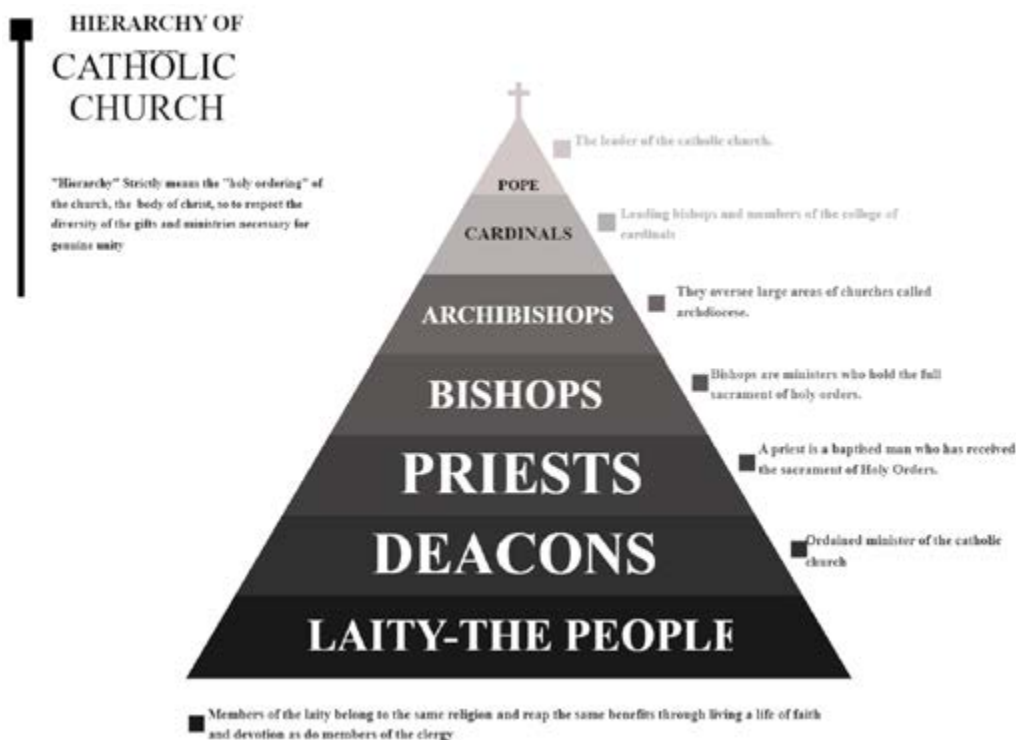 HIERARCHY OF
CATHOLIC
CHURCH
"Hierarchy" Strictly means the "holy ordering" of
the church, the body of christ, so to respect the
diversity of the gifts and ministries necessary for
genuine unity
The leader of the catholic church.
POPE
Leading bishops and members of the college of
cardinals
CARDINALS
They oversee large areas of churches called
archdiocese.
ARCHIBISHOPS
Bishops are ministers who hold the full
sacrament of holy orders.
BISHOPS
A priest is a baptised man who has received
the sacrament of Holy Orders.
PRIESTS
Ordained minister of the catholic
church
DEACONS
LAITY-THE PEOPLE
Members of the laity belong to the same religion and reap the same benefits through living a life of faith
and devotion as do members of the clergy